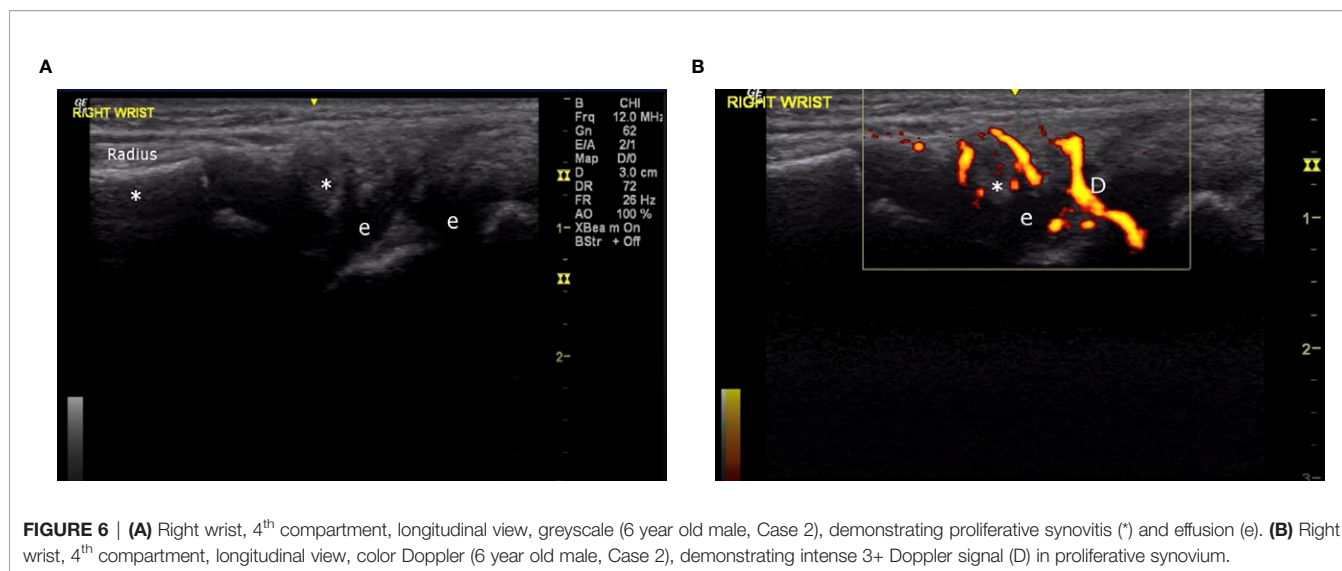 A
GE
RIGHT WRIST
Radius
*
*
e
e
B CHI
Frq 12.0 MHz
Gn 62
E/A 2/1
Map D/0
D 3.0 cm
DR 72
FR 26 Hz
AO 100 %
XBeam On
BStr + Off
1
2
B
GE
RIGHT WRIST
*
D
e
1
2
3
FIGURE 6 | (A) Right wrist, 4th compartment, longitudinal view, greyscale (6 year old male, Case 2), demonstrating proliferative synovitis (*) and effusion (e). (B) Right
wrist, 4th compartment, longitudinal view, color Doppler (6 year old male, Case 2), demonstrating intense 3+ Doppler signal (D) in proliferative synovium.